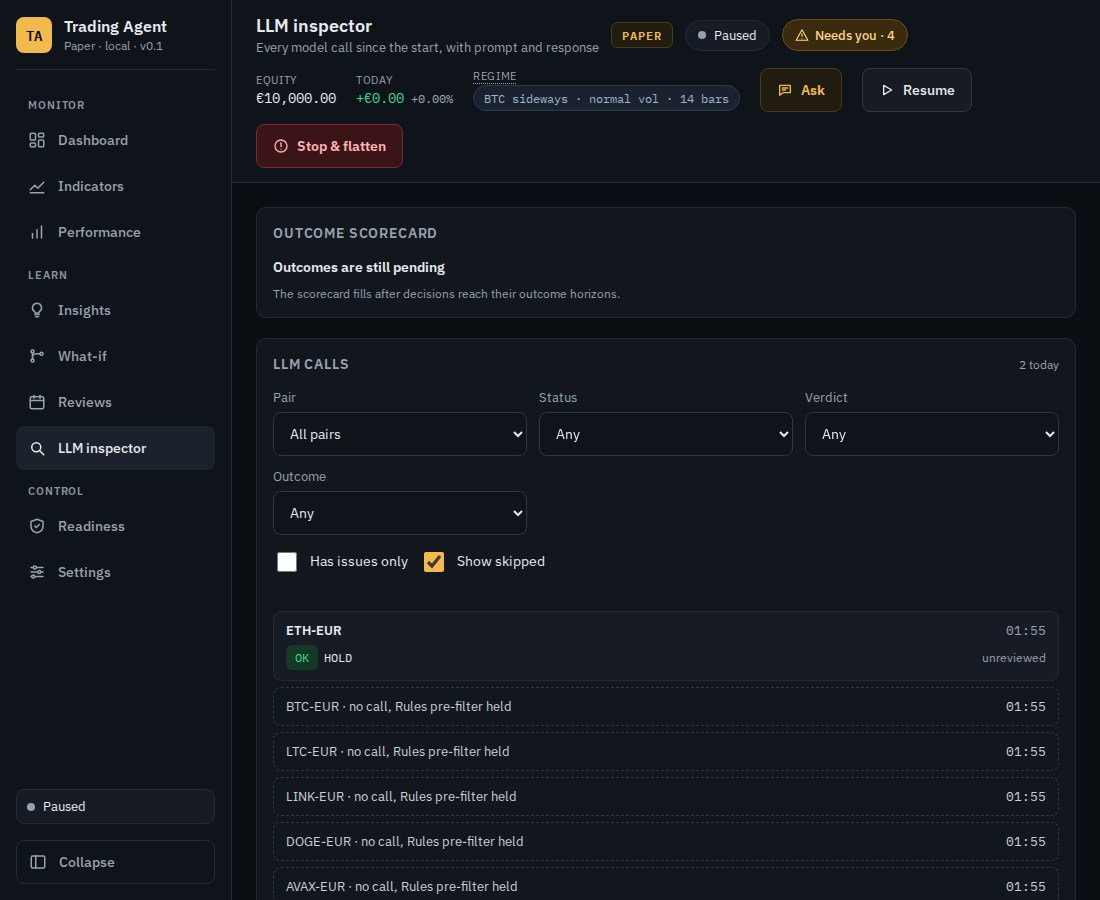 TA
Trading Agent
Paper · local · v0.1
MONITOR
Dashboard
Indicators
Performance
LEARN
Insights
What-if
Reviews
LLM inspector
CONTROL
Readiness
Settings
Paused
Collapse
LLM inspector
Every model call since the start, with prompt and response
PAPER
Paused
Needs you · 4
EQUITY
€10,000.00
TODAY
+€0.00 +0.00%
REGIME
BTC sideways · normal vol · 14 bars
Ask
Resume
Stop & flatten
OUTCOME SCORECARD
Outcomes are still pending
The scorecard fills after decisions reach their outcome horizons.
LLM CALLS
2 today
Pair
All pairs
Status
Any
Verdict
Any
Outcome
Any
Has issues only
Show skipped
ETH-EUR 01:55
OK HOLD unreviewed
BTC-EUR · no call, Rules pre-filter held 01:55
LTC-EUR · no call, Rules pre-filter held 01:55
LINK-EUR · no call, Rules pre-filter held 01:55
DOGE-EUR · no call, Rules pre-filter held 01:55
AVAX-EUR · no call, Rules pre-filter held 01:55